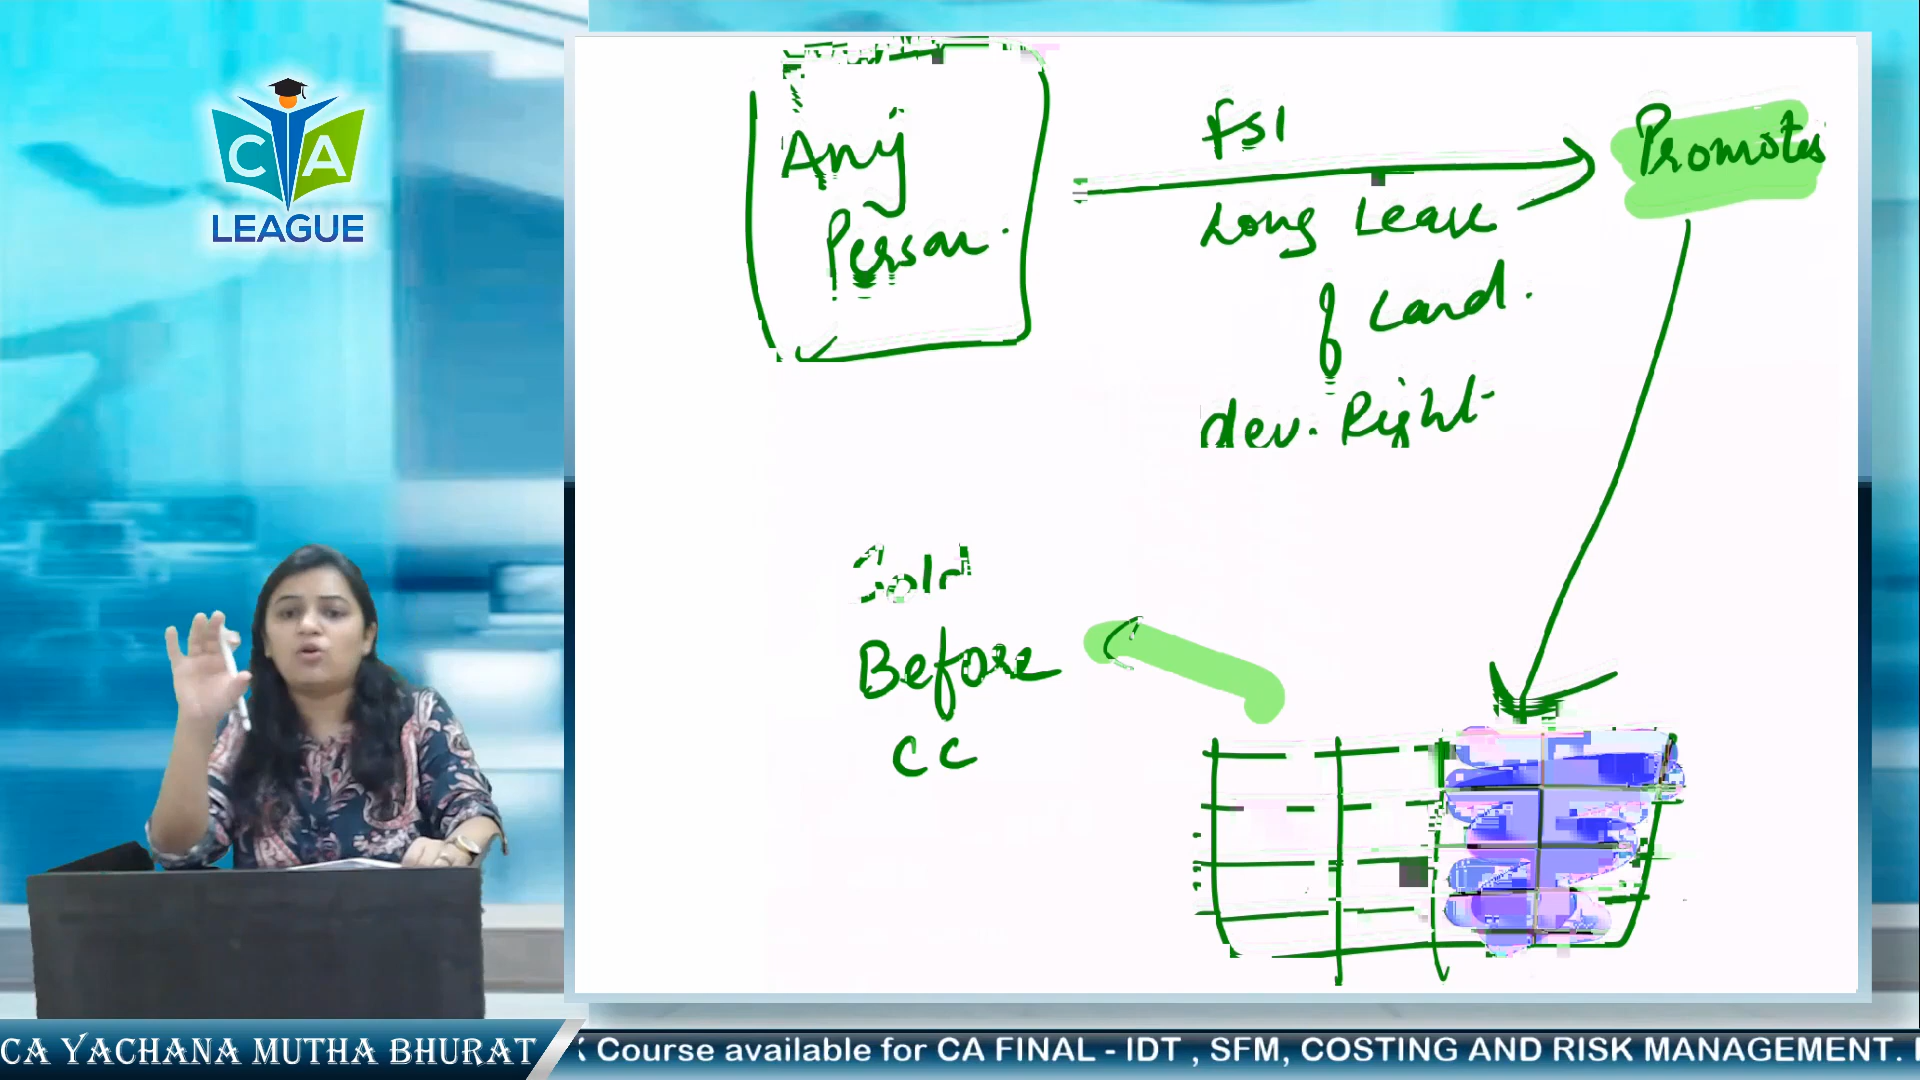 CA
LEAGUE
Any
Person.
FSI
Long Lease
of Land.
dev. Right
Promoter
Sold
Before
CC
CA YACHANA MUTHA BHURAT
K Course available for CA FINAL - IDT , SFM, COSTING AND RISK MANAGEMENT.